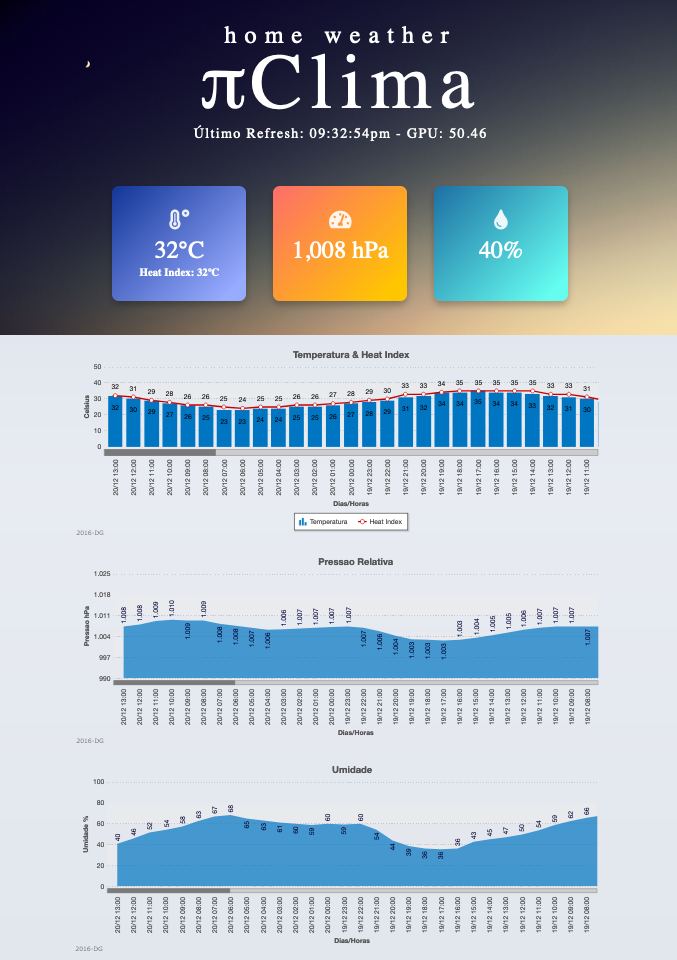 home weather
πClima
Último Refresh: 09:32:54pm - GPU: 50.46
32°C
Heat Index: 32°C
1,008 hPa
40%
Temperatura & Heat Index
Celsius
50
40
30
20
10
0
32 31 29 28 26 26 25 24 25 25 26 26 27 28 29 30 33 33 34 35 35 35 35 33 33 31
32 30 29 27 26 25 23 23 24 24 25 25 26 27 28 29 31 32 34 34 35 34 34 33 32 31 30
20/12 13:00 20/12 12:00 20/12 11:00 20/12 10:00 20/12 09:00 20/12 08:00 20/12 07:00 20/12 06:00 20/12 05:00 20/12 04:00 20/12 03:00 20/12 02:00 20/12 01:00 20/12 00:00 19/12 23:00 19/12 22:00 19/12 21:00 19/12 20:00 19/12 19:00 19/12 18:00 19/12 17:00 19/12 16:00 19/12 15:00 19/12 14:00 19/12 13:00 19/12 12:00 19/12 11:00
Dias/Horas
Temperatura Heat Index
2016-DG
Pressao Relativa
Pressao hPa
1.025
1.018
1.011
1.004
997
990
1.008 1.008 1.009 1.010 1.009 1.009 1.008 1.008 1.007 1.006 1.006 1.007 1.007 1.007 1.007 1.007 1.006 1.004 1.003 1.003 1.003 1.003 1.004 1.005 1.005 1.006 1.007 1.007 1.007 1.007
20/12 13:00 20/12 12:00 20/12 11:00 20/12 10:00 20/12 09:00 20/12 08:00 20/12 07:00 20/12 06:00 20/12 05:00 20/12 04:00 20/12 03:00 20/12 02:00 20/12 01:00 20/12 00:00 19/12 23:00 19/12 22:00 19/12 21:00 19/12 20:00 19/12 19:00 19/12 18:00 19/12 17:00 19/12 16:00 19/12 15:00 19/12 14:00 19/12 13:00 19/12 12:00 19/12 11:00 19/12 10:00 19/12 09:00 19/12 08:00
Dias/Horas
2016-DG
Umidade
Umidade %
100
80
60
40
20
0
40 46 52 54 58 63 67 68 65 63 61 60 59 60 59 60 54 44 39 36 36 36 43 45 47 50 54 59 62 66
20/12 13:00 20/12 12:00 20/12 11:00 20/12 10:00 20/12 09:00 20/12 08:00 20/12 07:00 20/12 06:00 20/12 05:00 20/12 04:00 20/12 03:00 20/12 02:00 20/12 01:00 20/12 00:00 19/12 23:00 19/12 22:00 19/12 21:00 19/12 20:00 19/12 19:00 19/12 18:00 19/12 17:00 19/12 16:00 19/12 15:00 19/12 14:00 19/12 13:00 19/12 12:00 19/12 11:00 19/12 10:00 19/12 09:00 19/12 08:00
Dias/Horas
2016-DG